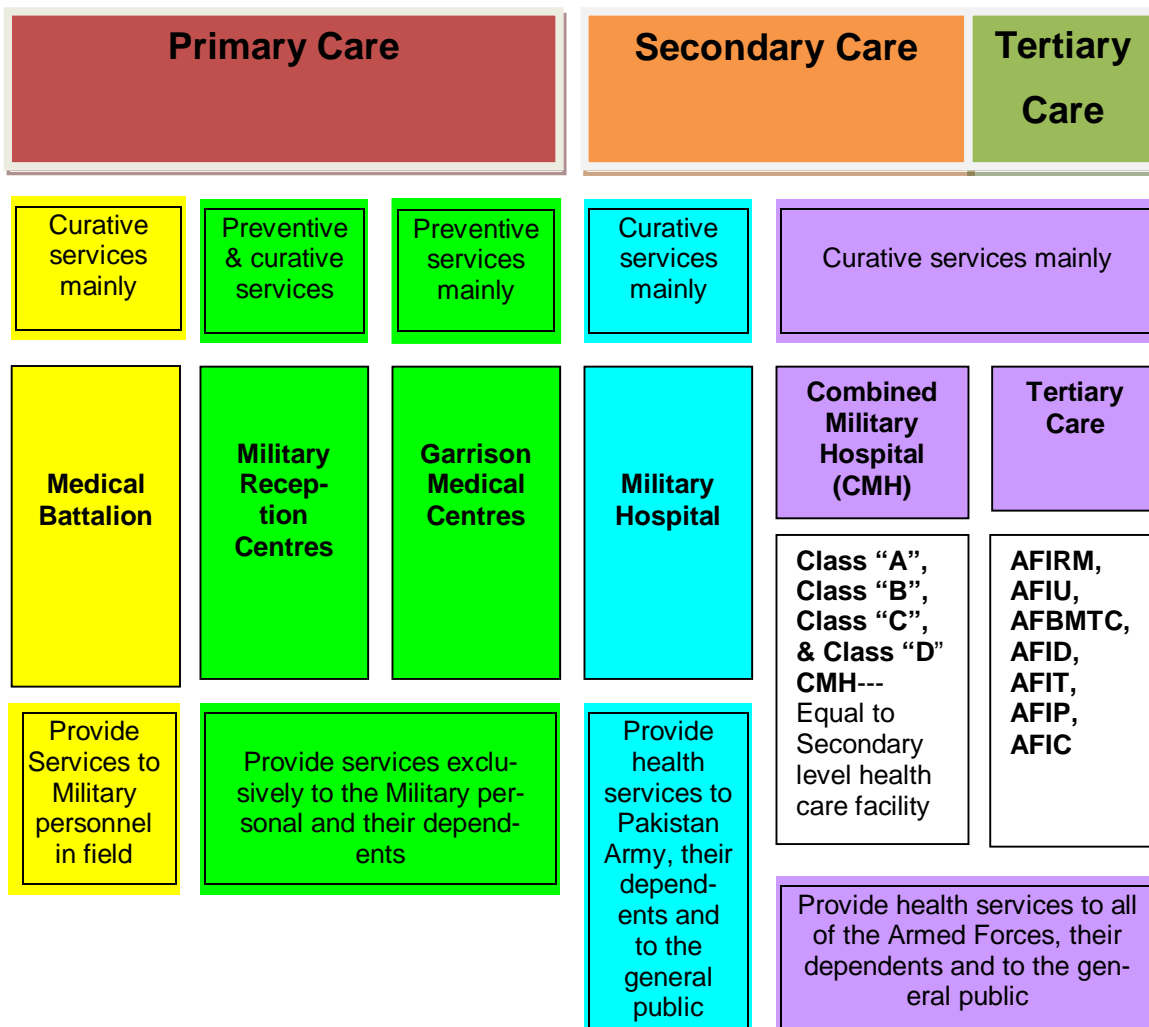 Primary Care
Secondary Care
Tertiary
Care
Curative
services
mainly
Preventive
& curative
services
Preventive
services
mainly
Curative
services
mainly
Curative services mainly
Medical
Battalion
Military
Recep-
tion
Centres
Garrison
Medical
Centres
Military
Hospital
Combined
Military
Hospital
(CMH)
Tertiary
Care
Class “A”,
Class “B”,
Class “C”,
& Class “D”
CMH---
Equal to
Secondary
level health
care facility
AFIRM,
AFIU,
AFBMTC,
AFID,
AFIT,
AFIP,
AFIC
Provide
Services to
Military
personnel
in field
Provide services exclu-
sively to the Military per-
sonal and their depend-
ents
Provide
health
services to
Pakistan
Army, their
depend-
ents and
to the
general
public
Provide health services to all
of the Armed Forces, their
dependents and to the gen-
eral public